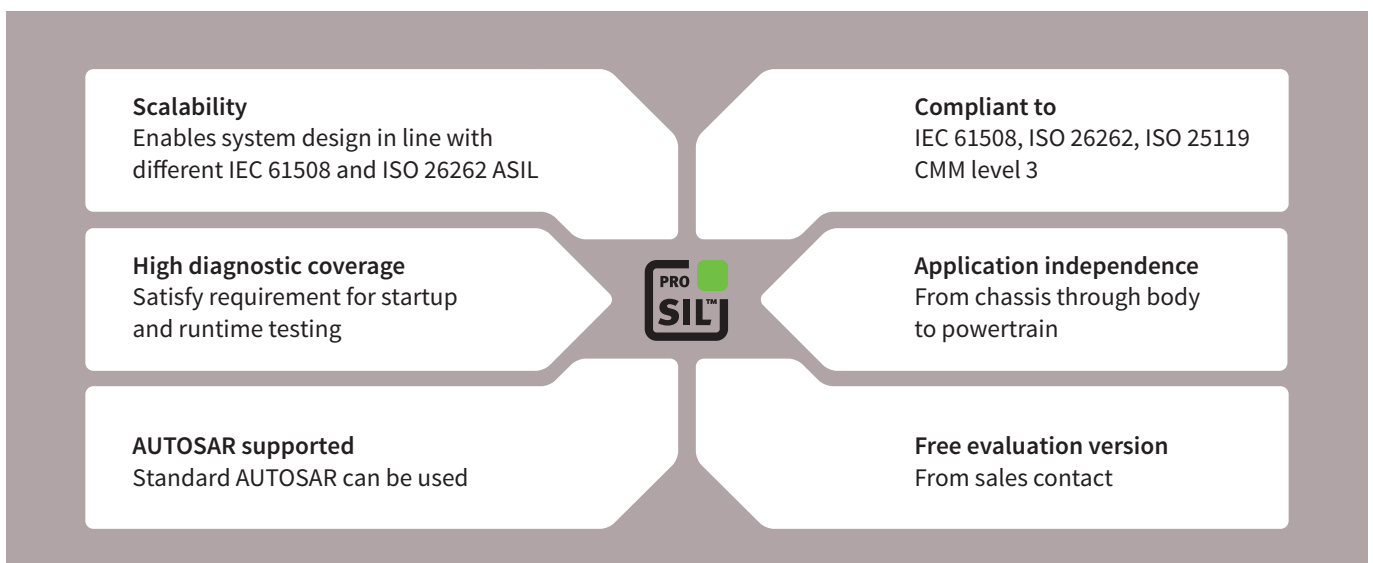 Scalability
Enables system design in line with
different IEC 61508 and ISO 26262 ASIL
Compliant to
IEC 61508, ISO 26262, ISO 25119
CMM level 3
High diagnostic coverage
Satisfy requirement for startup
and runtime testing
PRO
SIL™
Application independence
From chassis through body
to powertrain
AUTOSAR supported
Standard AUTOSAR can be used
Free evaluation version
From sales contact